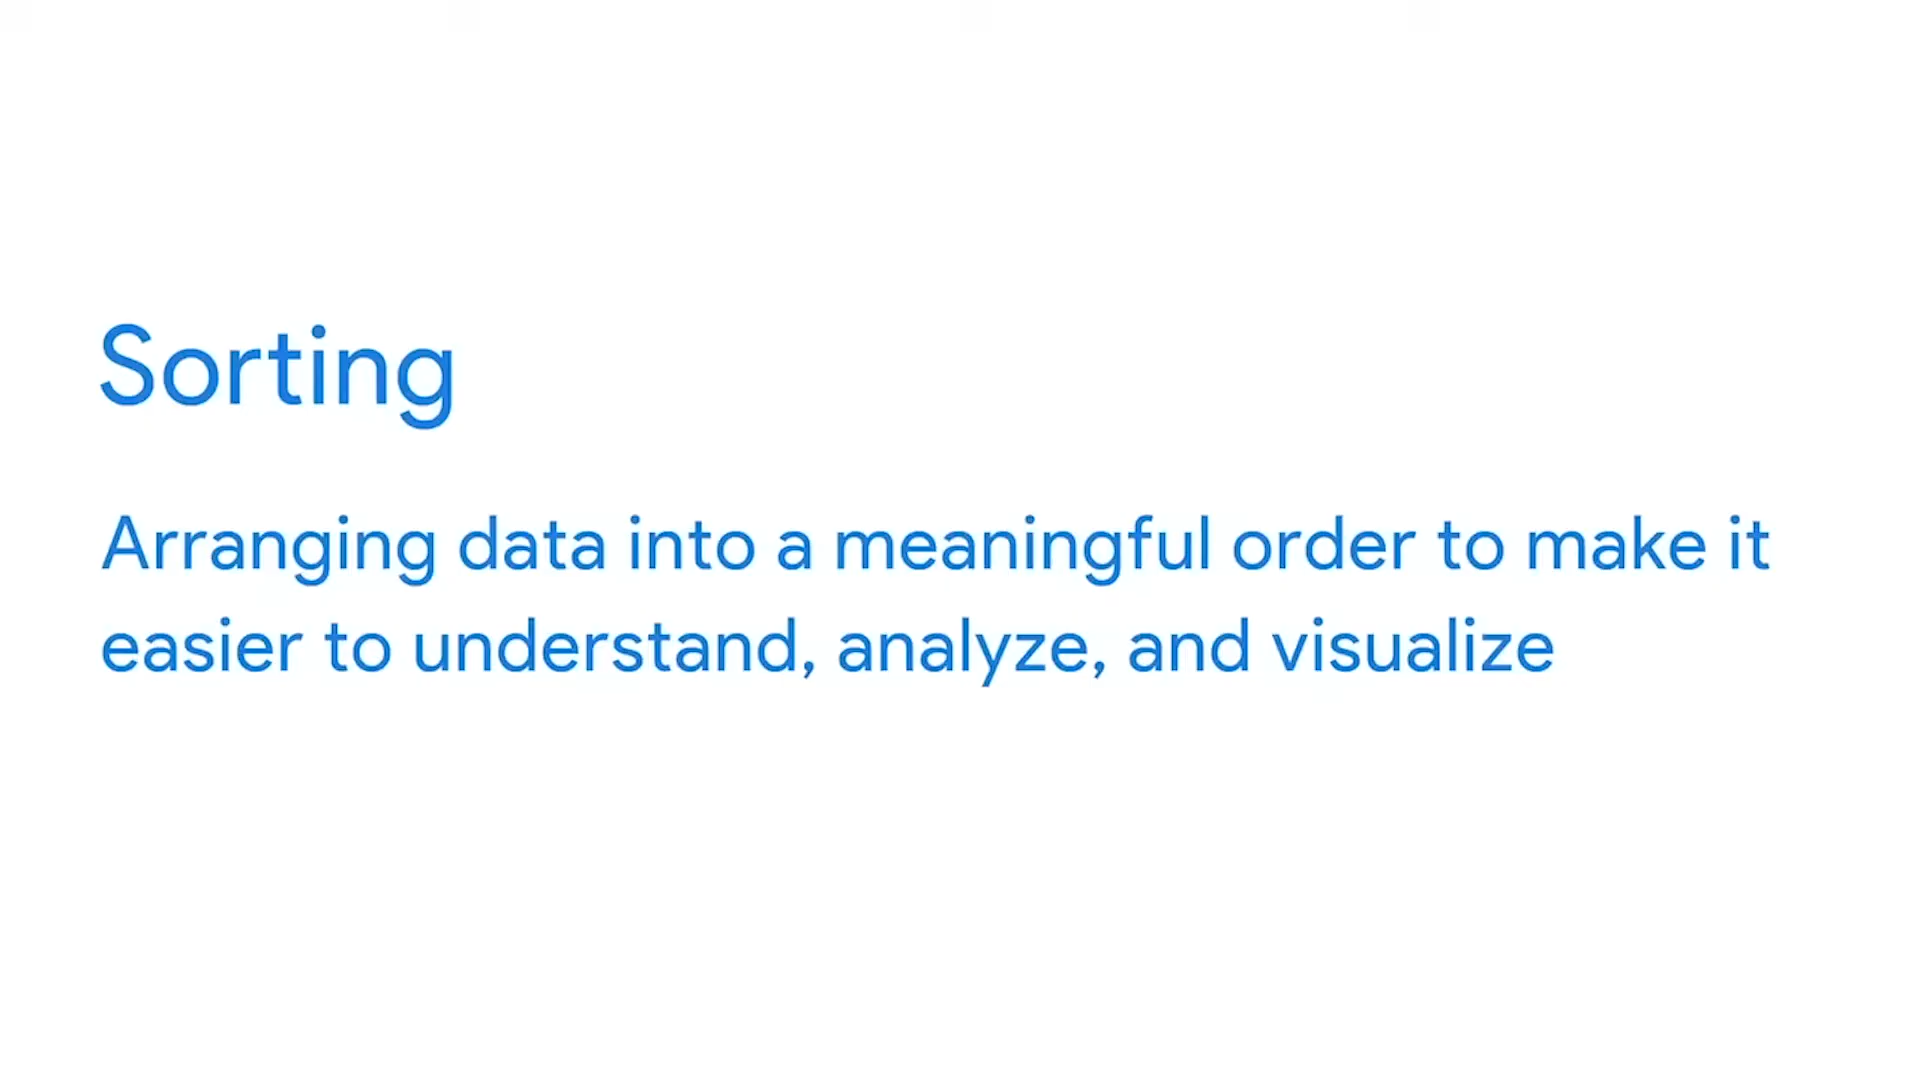 Sorting
Arranging data into a meaningful order to make it
easier to understand, analyze, and visualize